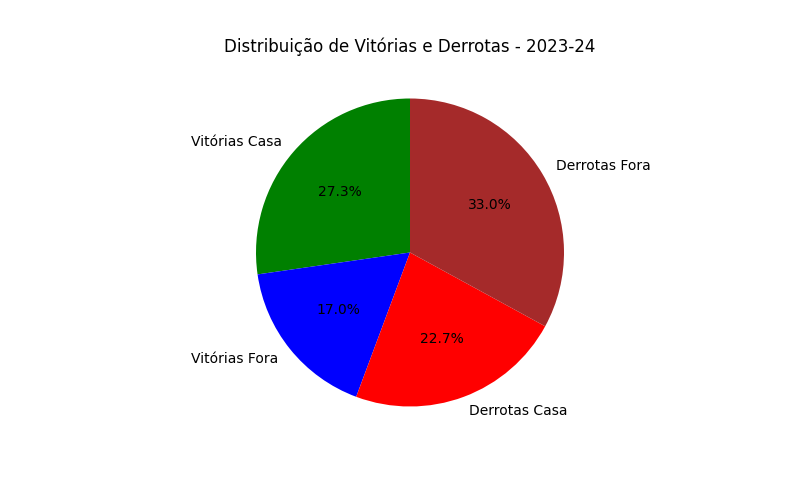 Distribuição de Vitórias e Derrotas - 2023-24
Vitórias Casa
27.3%
Derrotas Fora
33.0%
Vitórias Fora
17.0%
Derrotas Casa
22.7%